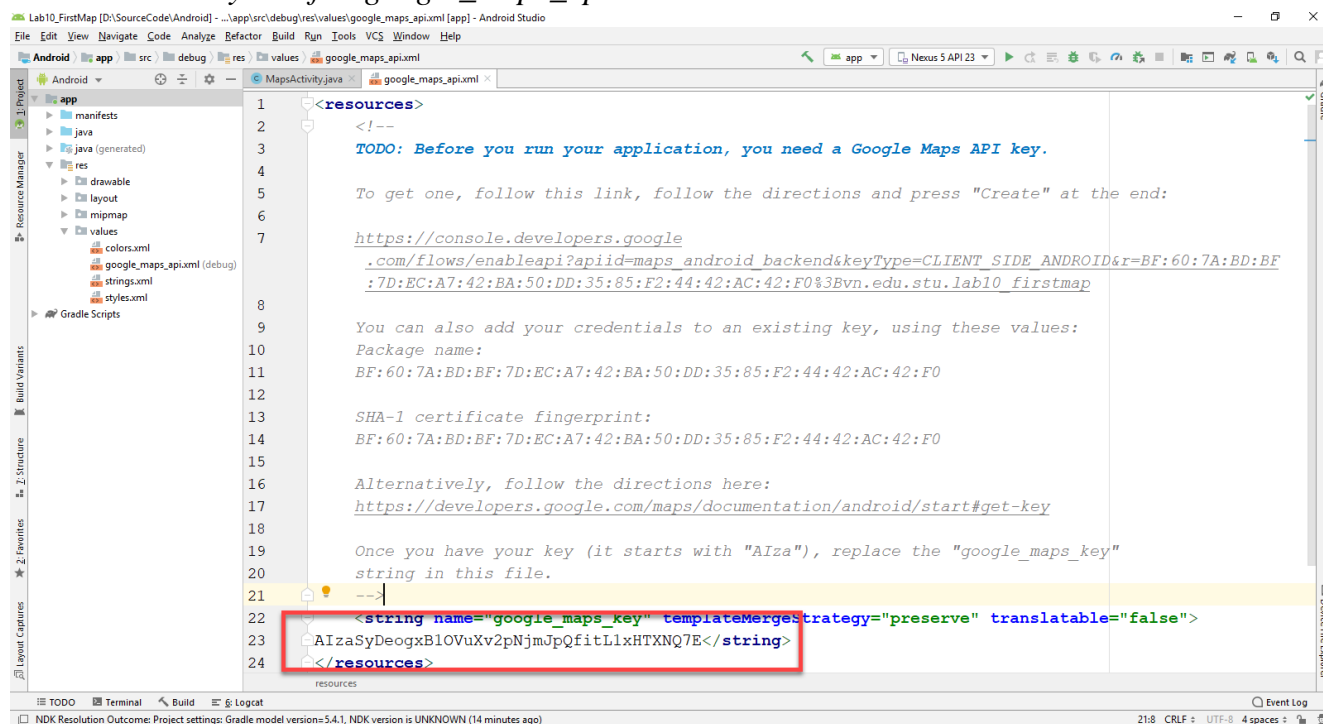 Lab10_FirstMap [D:\SourceCode\Android] - ...\app\src\debug\res\values\google_maps_api.xml [app] - Android Studio
File Edit View Navigate Code Analyze Refactor Build Run Tools VCS Window Help
Android app src debug res values google_maps_api.xml app Nexus 5 API 23
Android MapsActivity.java google_maps_api.xml
1: Project
Resource Manager
Build Variants
7: Structure
2: Favorites
Layout Captures
app
manifests
java
java (generated)
res
drawable
layout
mipmap
values
colors.xml
google_maps_api.xml (debug)
strings.xml
styles.xml
Gradle Scripts
1 <resources>
2 <!--
3 TODO: Before you run your application, you need a Google Maps API key.
4
5 To get one, follow this link, follow the directions and press "Create" at the end:
6
7 https://console.developers.google
.com/flows/enableapi?apiid=maps_android_backend&keyType=CLIENT_SIDE_ANDROID&r=BF:60:7A:BD:BF
:7D:EC:A7:42:BA:50:DD:35:85:F2:44:42:AC:42:F0%3Bvn.edu.stu.lab10_firstmap
8
9 You can also add your credentials to an existing key, using these values:
10 Package name:
11 BF:60:7A:BD:BF:7D:EC:A7:42:BA:50:DD:35:85:F2:44:42:AC:42:F0
12
13 SHA-1 certificate fingerprint:
14 BF:60:7A:BD:BF:7D:EC:A7:42:BA:50:DD:35:85:F2:44:42:AC:42:F0
15
16 Alternatively, follow the directions here:
17 https://developers.google.com/maps/documentation/android/start#get-key
18
19 Once you have your key (it starts with "AIza"), replace the "google_maps_key"
20 string in this file.
21 -->
22 <string name="google_maps_key" templateMergeStrategy="preserve" translatable="false">
23 </string>
24 </resources>
resources
TODO Terminal Build 6: Logcat Event Log
NDK Resolution Outcome: Project settings: Gradle model version=5.4.1, NDK version is UNKNOWN (14 minutes ago) 21:8 CRLF UTF-8 4 spaces